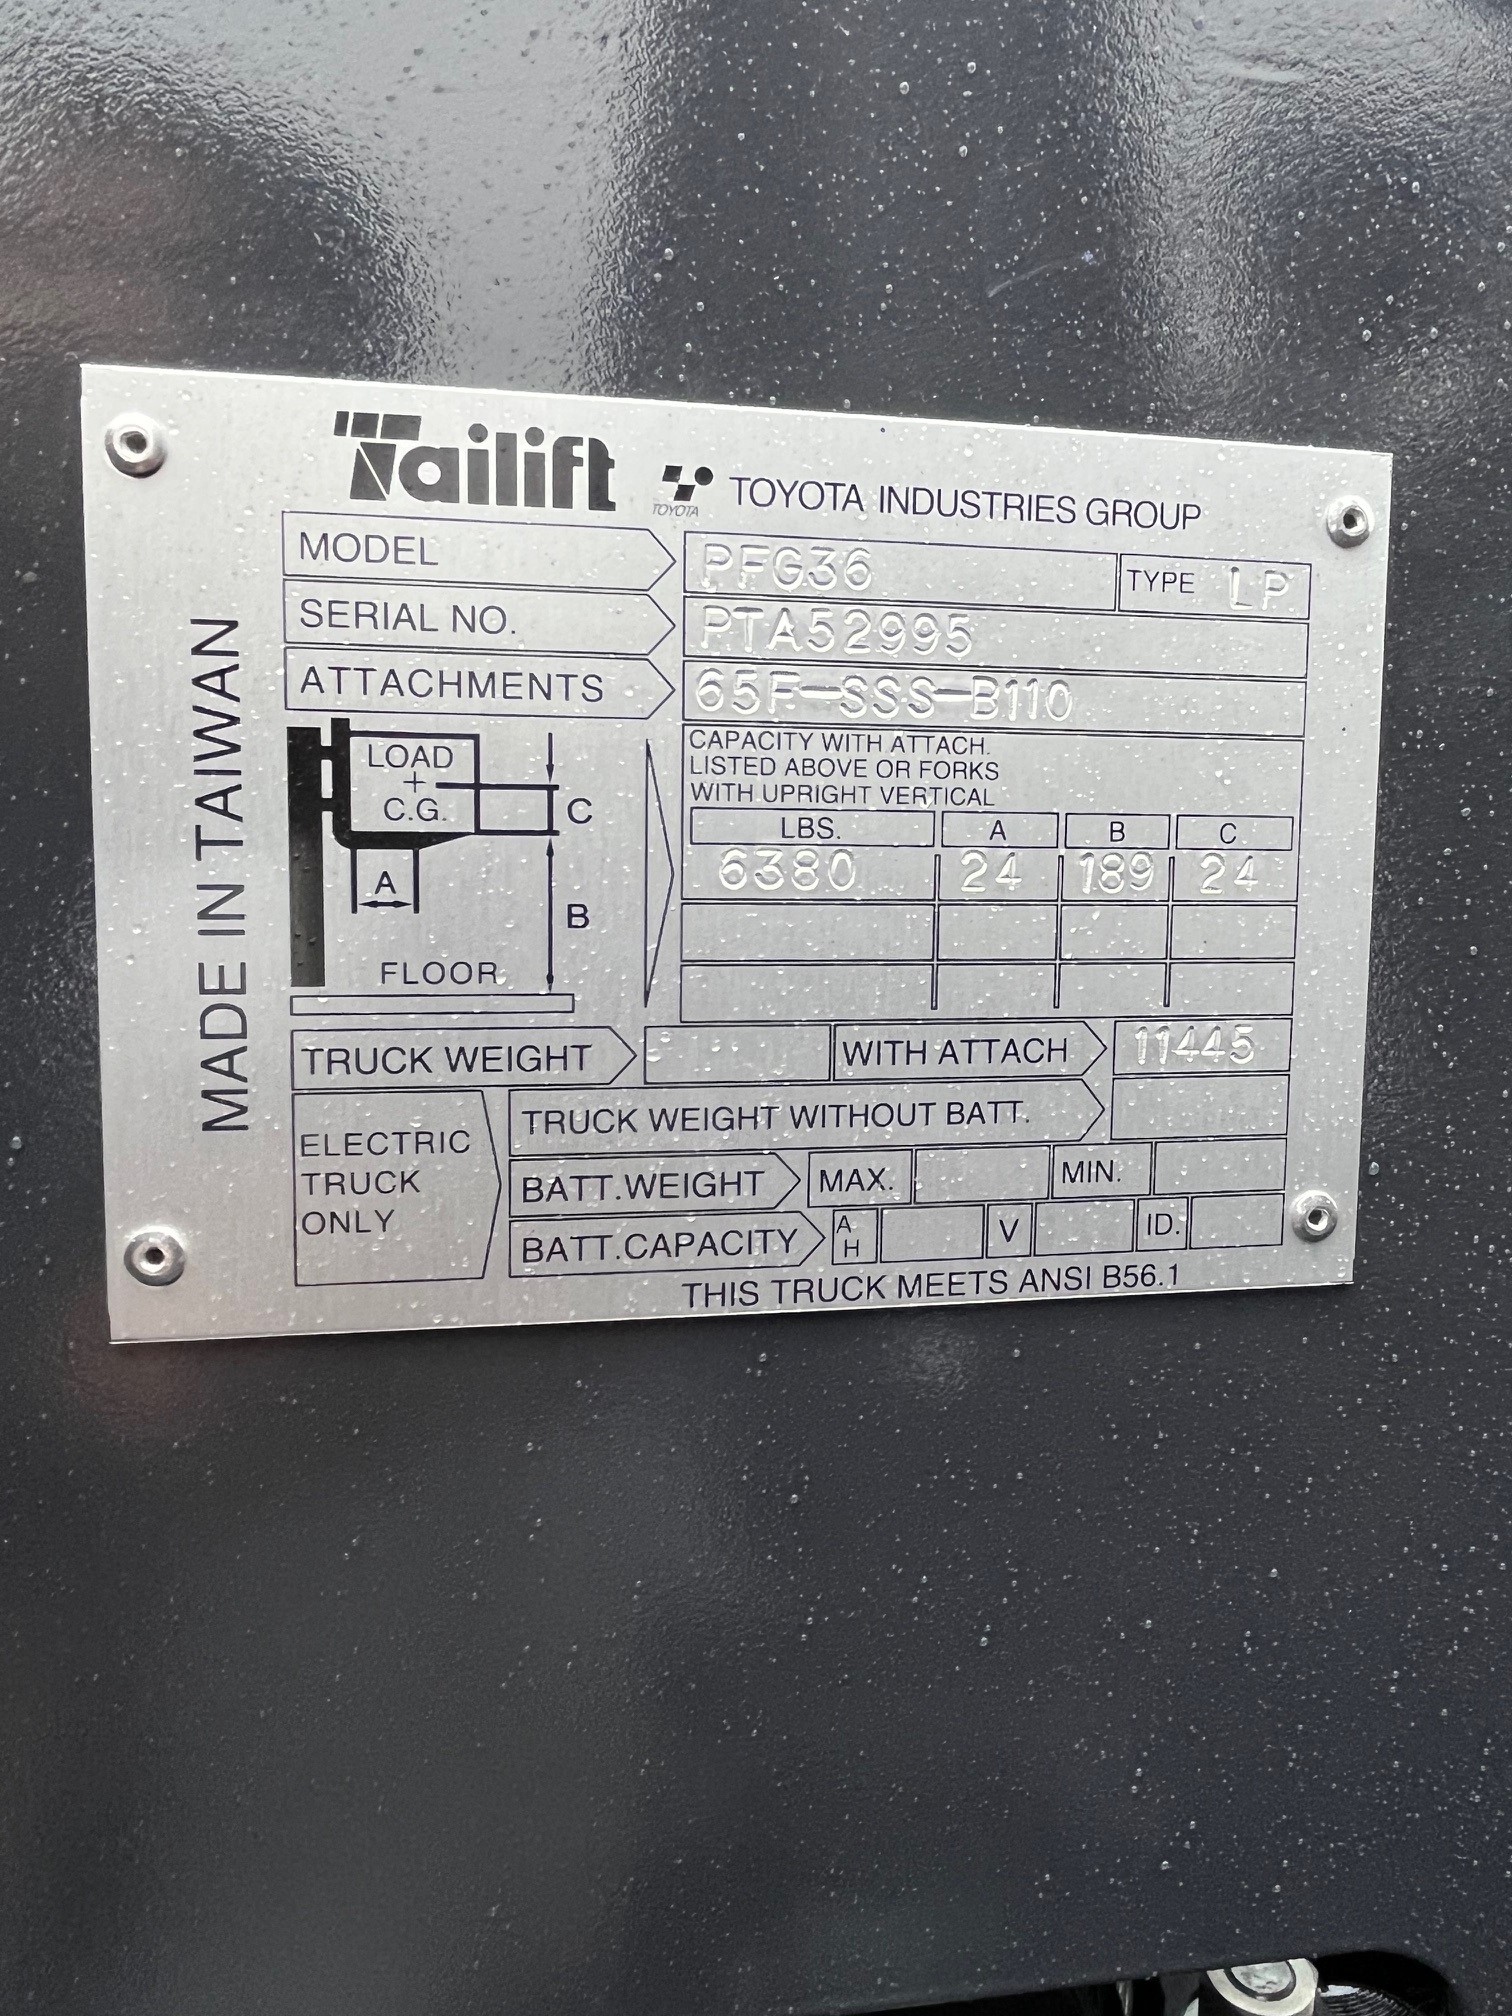 Tailift TOYOTA TOYOTA INDUSTRIES GROUP
MADE IN TAIWAN
MODEL PFG36 TYPE LP
SERIAL NO. PTA52995
ATTACHMENTS 65F-SSS-B110
LOAD
+
C.G.
C
A
B
FLOOR
CAPACITY WITH ATTACH.
LISTED ABOVE OR FORKS
WITH UPRIGHT VERTICAL
LBS. A B C
6380 24 189 24
TRUCK WEIGHT WITH ATTACH 11445
ELECTRIC
TRUCK
ONLY
TRUCK WEIGHT WITHOUT BATT.
BATT.WEIGHT MAX. MIN.
BATT.CAPACITY AH V ID.
THIS TRUCK MEETS ANSI B56.1